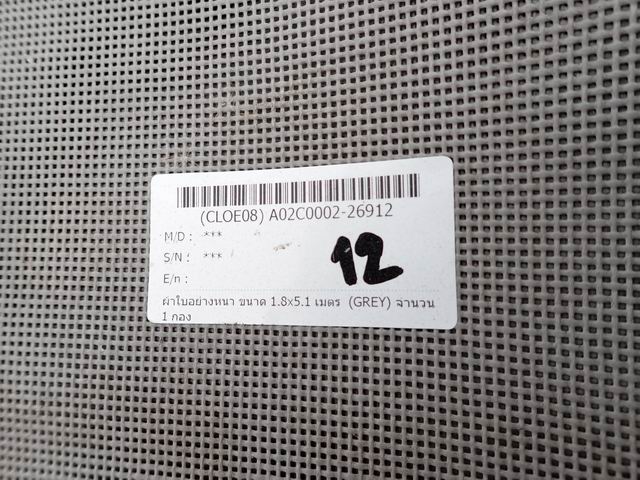 (CLOE08) A02C0002-26912
M/D : ***
S/N : ***
E/n :
12
ผ้าใบอย่างหนา ขนาด 1.8x5.1 เมตร (GREY) จำนวน
1 กอง